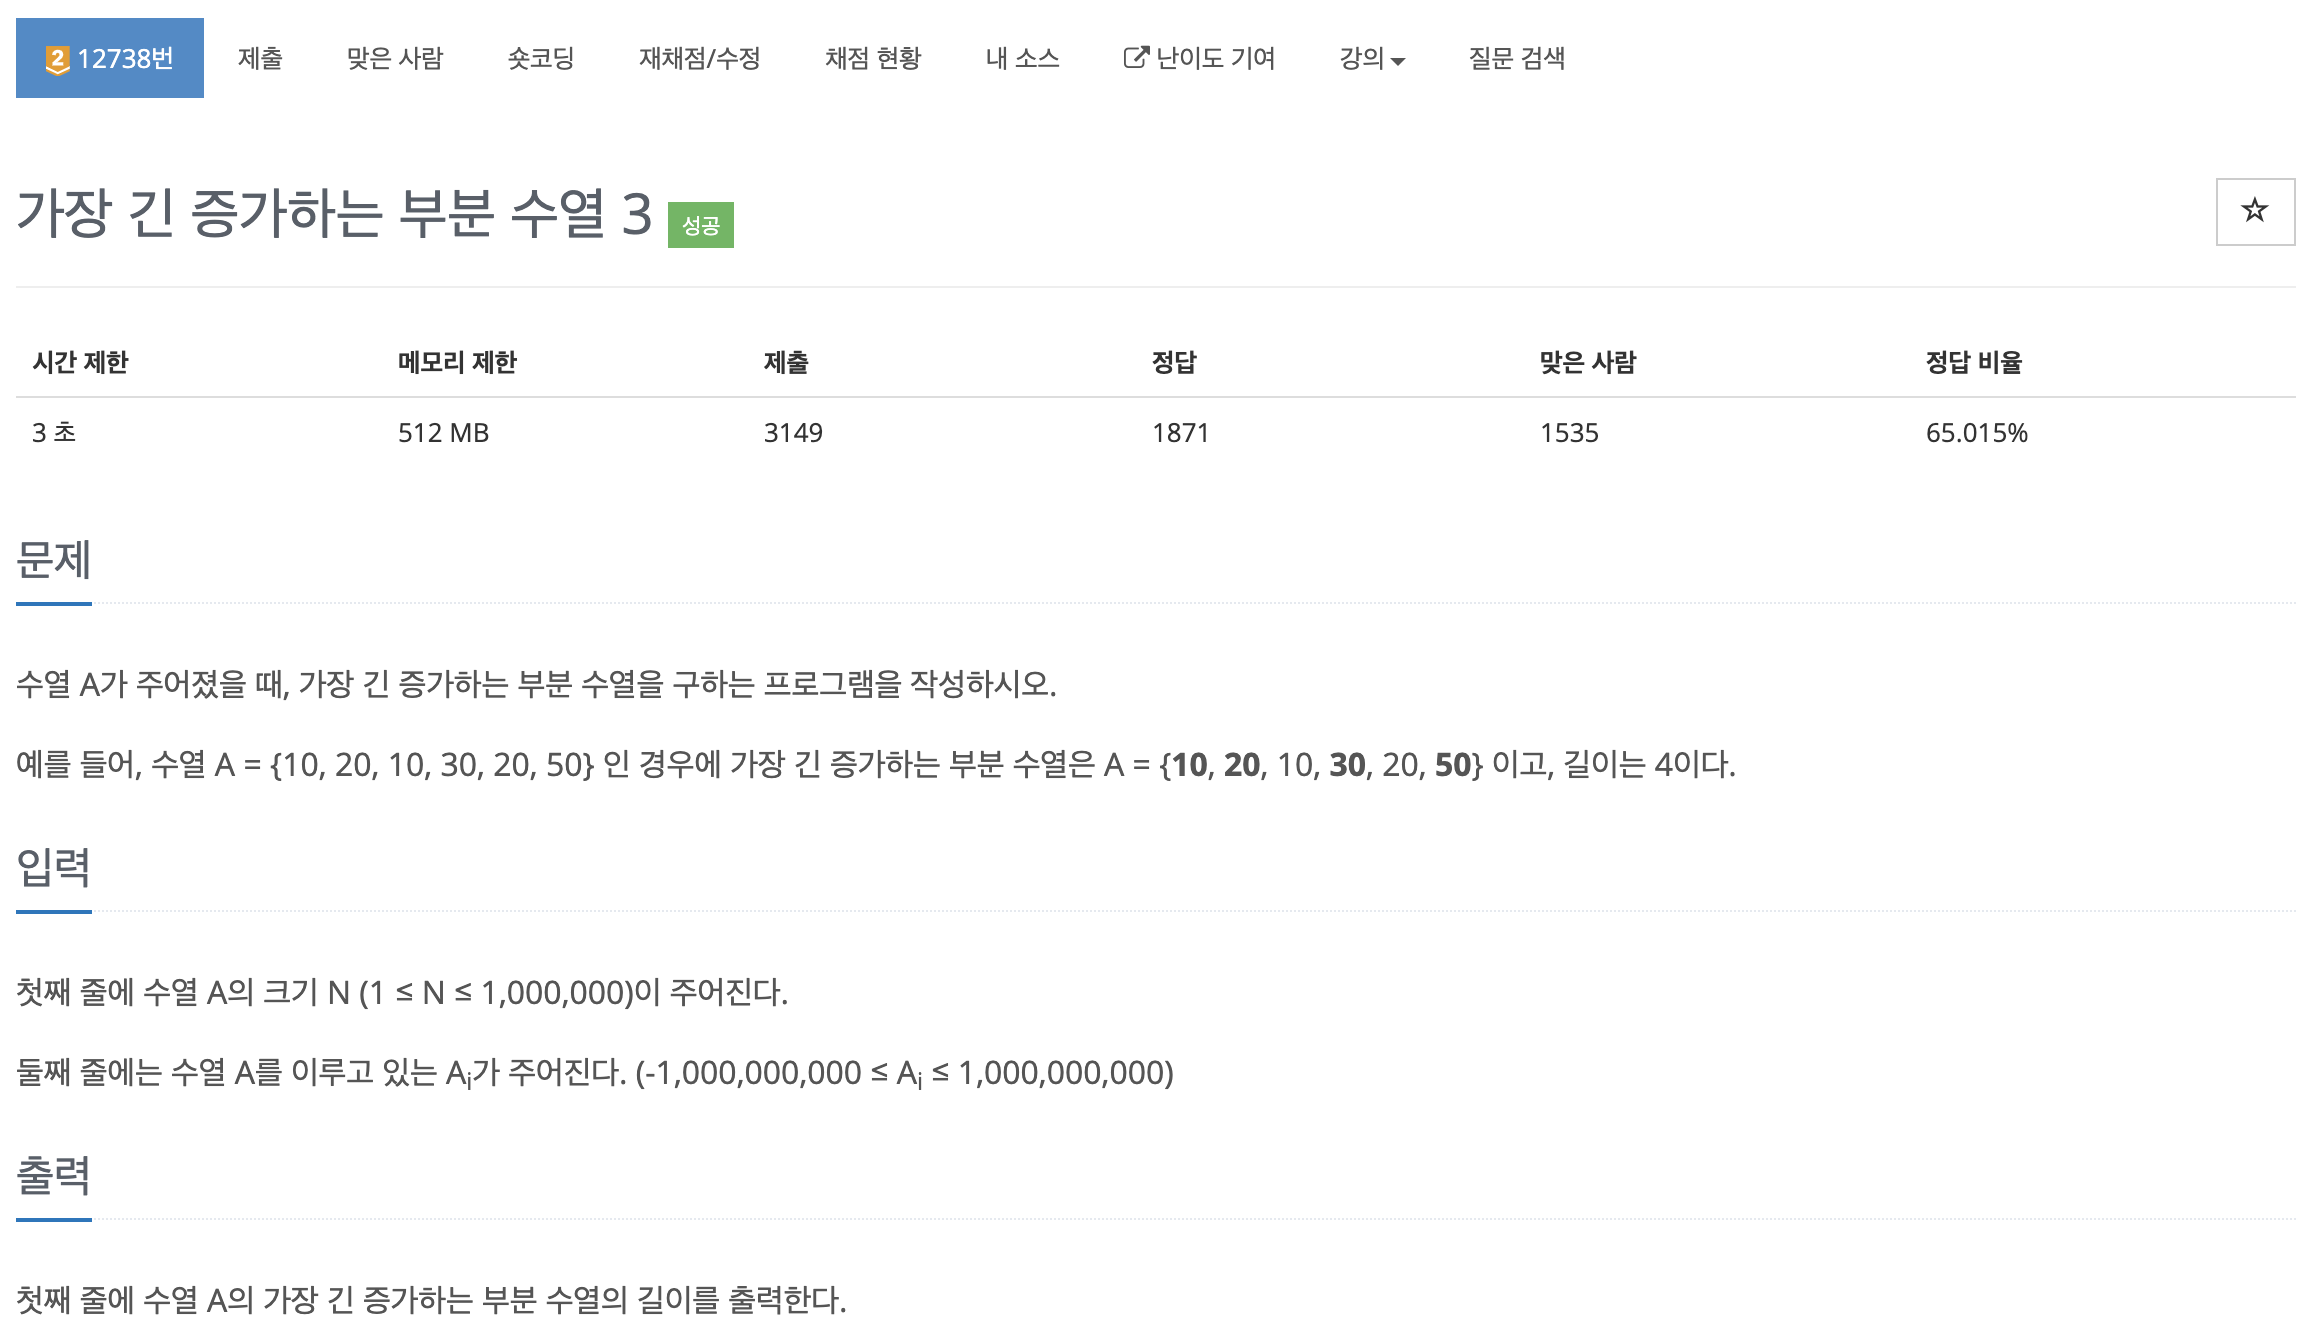 2 12738번 제출 맞은 사람 숏코딩 재채점/수정 채점 현황 내 소스 난이도 기여 강의 질문 검색
가장 긴 증가하는 부분 수열 3 성공
시간 제한 메모리 제한 제출 정답 맞은 사람 정답 비율
3 초 512 MB 3149 1871 1535 65.015%
문제
수열 A가 주어졌을 때, 가장 긴 증가하는 부분 수열을 구하는 프로그램을 작성하시오.
예를 들어, 수열 A = {10, 20, 10, 30, 20, 50} 인 경우에 가장 긴 증가하는 부분 수열은 A = {10, 20, 10, 30, 20, 50} 이고, 길이는 4이다.
입력
첫째 줄에 수열 A의 크기 N (1 ≤ N ≤ 1,000,000)이 주어진다.
둘째 줄에는 수열 A를 이루고 있는 Ai가 주어진다. (-1,000,000,000 ≤ Ai ≤ 1,000,000,000)
출력
첫째 줄에 수열 A의 가장 긴 증가하는 부분 수열의 길이를 출력한다.